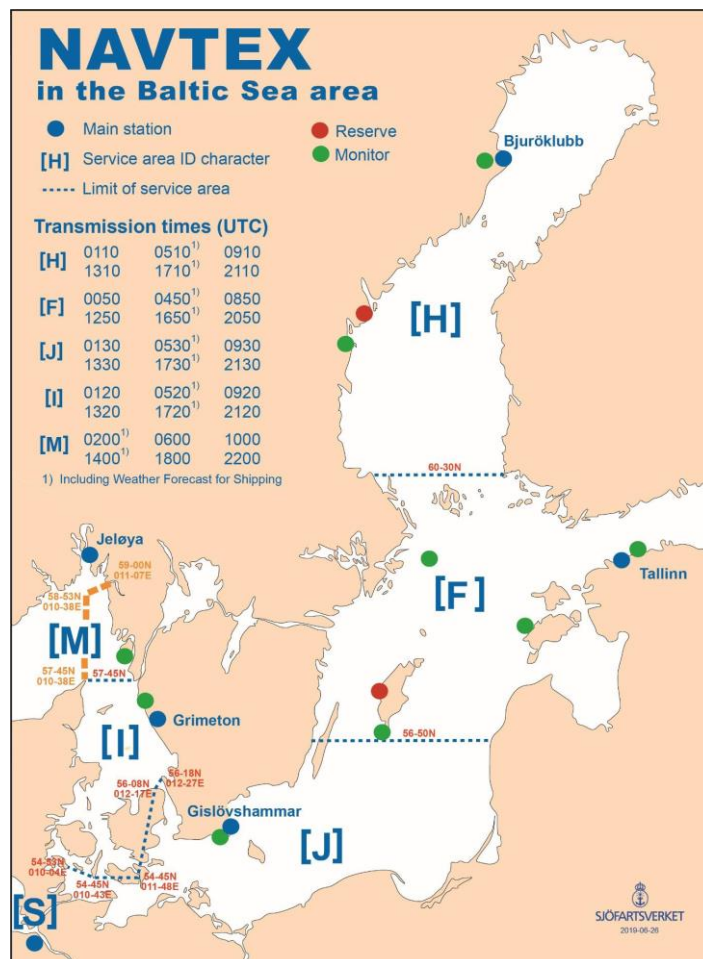 NAVTEX
in the Baltic Sea area
Main station
Reserve
[H] Service area ID character
Monitor
Limit of service area
Transmission times (UTC)
[H] 0110 0510¹⁾ 0910
1310 1710¹⁾ 2110
[F] 0050 0450¹⁾ 0850
1250 1650¹⁾ 2050
[J] 0130 0530¹⁾ 0930
1330 1730¹⁾ 2130
[I] 0120 0520¹⁾ 0920
1320 1720¹⁾ 2120
[M] 0200¹⁾ 0600 1000
1400¹⁾ 1800 2200
1) Including Weather Forecast for Shipping
Bjuröklubb
[H]
60-30N
Jeløya
59-00N
011-07E
58-53N
010-38E
Tallinn
[F]
[M]
57-45N
010-38E
57-45N
Grimeton
[I]
56-50N
56-18N
012-27E
56-08N
012-17E
Gislövshammar
[J]
54-53N
010-04E
54-45N
010-43E
54-45N
011-48E
[S]
SJÖFARTSVERKET
2019-06-26